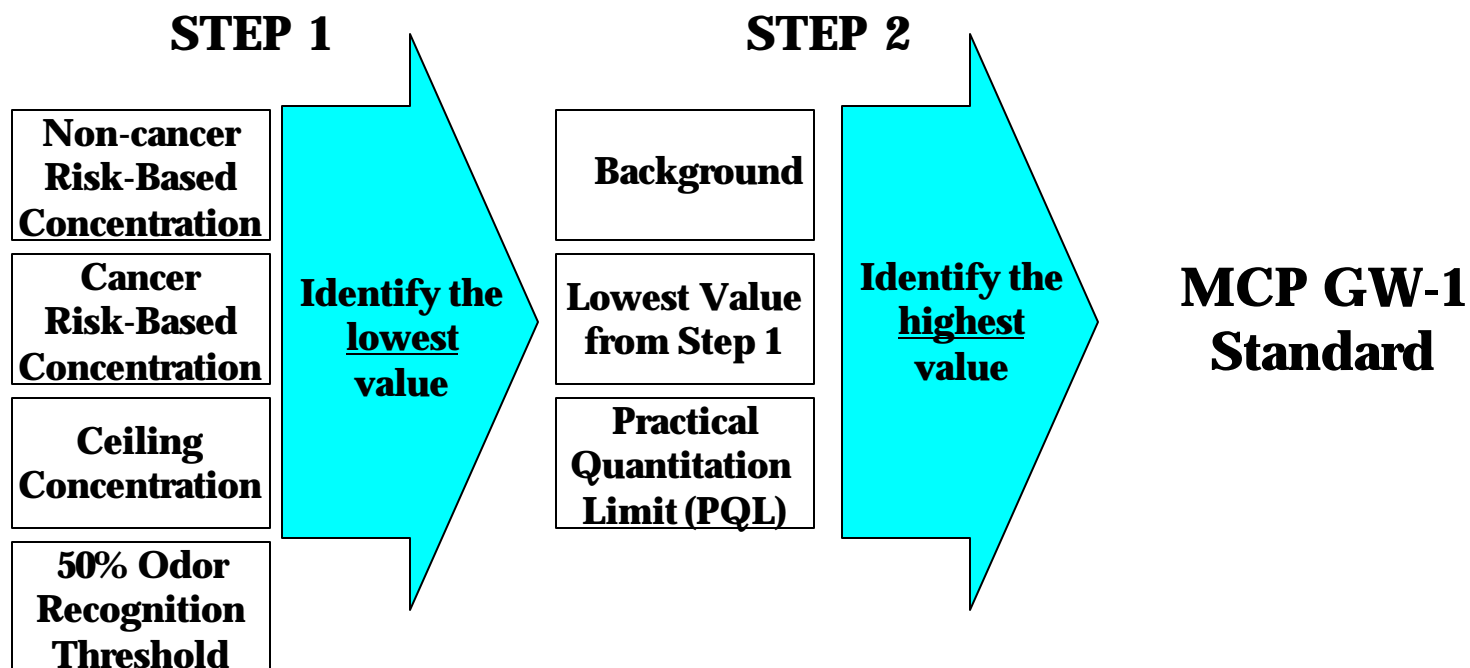 STEP 1
Non-cancer
Risk-Based
Concentration
Cancer
Risk-Based
Concentration
Ceiling
Concentration
50% Odor
Recognition
Threshold
Identify the
lowest
value
STEP 2
Background
Lowest Value
from Step 1
Practical
Quantitation
Limit (PQL)
Identify the
highest
value
MCP GW-1
Standard